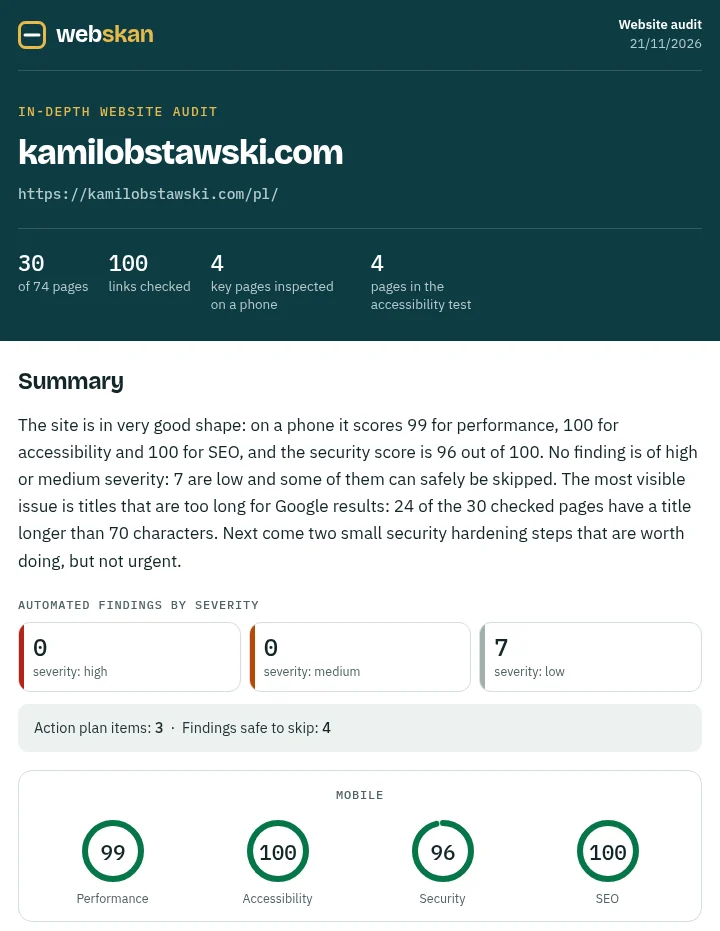 webskan
Website audit
21/11/2026
IN-DEPTH WEBSITE AUDIT
kamilobstawski.com
https://kamilobstawski.com/pl/
30
of 74 pages
100
links checked
4
key pages inspected
on a phone
4
pages in the
accessibility test
Summary
The site is in very good shape: on a phone it scores 99 for performance, 100 for
accessibility and 100 for SEO, and the security score is 96 out of 100. No finding is of high
or medium severity: 7 are low and some of them can safely be skipped. The most visible
issue is titles that are too long for Google results: 24 of the 30 checked pages have a title
longer than 70 characters. Next come two small security hardening steps that are worth
doing, but not urgent.
AUTOMATED FINDINGS BY SEVERITY
0
severity: high
0
severity: medium
7
severity: low
Action plan items: 3 · Findings safe to skip: 4
MOBILE
99
Performance
100
Accessibility
96
Security
100
SEO